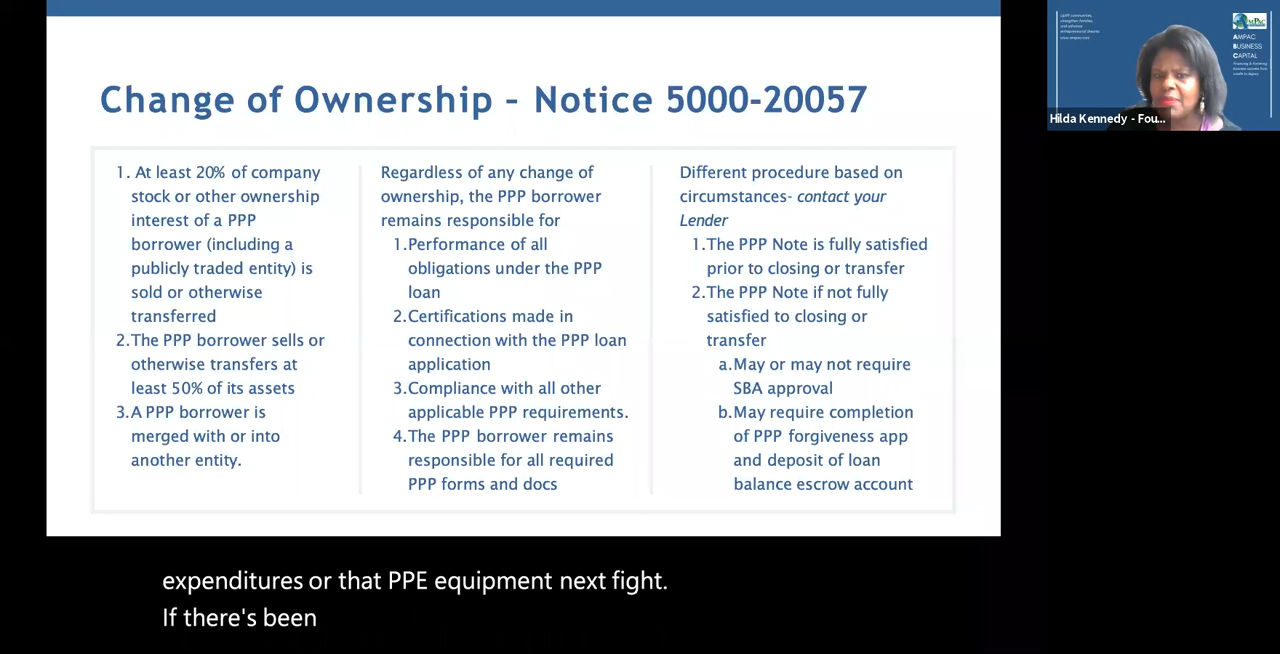 Change of Ownership – Notice 5000-20057
1. At least 20% of company
stock or other ownership
interest of a PPP
borrower (including a
publicly traded entity) is
sold or otherwise
transferred
2.The PPP borrower sells or
otherwise transfers at
least 50% of its assets
3.A PPP borrower is
merged with or into
another entity.
Regardless of any change of
ownership, the PPP borrower
remains responsible for
1.Performance of all
obligations under the PPP
loan
2.Certifications made in
connection with the PPP loan
application
3.Compliance with all other
applicable PPP requirements.
4.The PPP borrower remains
responsible for all required
PPP forms and docs
Different procedure based on
circumstances- contact your
Lender
1.The PPP Note is fully satisfied
prior to closing or transfer
2.The PPP Note if not fully
satisfied to closing or
transfer
a.May or may not require
SBA approval
b.May require completion
of PPP forgiveness app
and deposit of loan
balance escrow account
AMPAC
BUSINESS
CAPITAL
Hilda Kennedy - Fou...
expenditures or that PPE equipment next fight.
If there's been